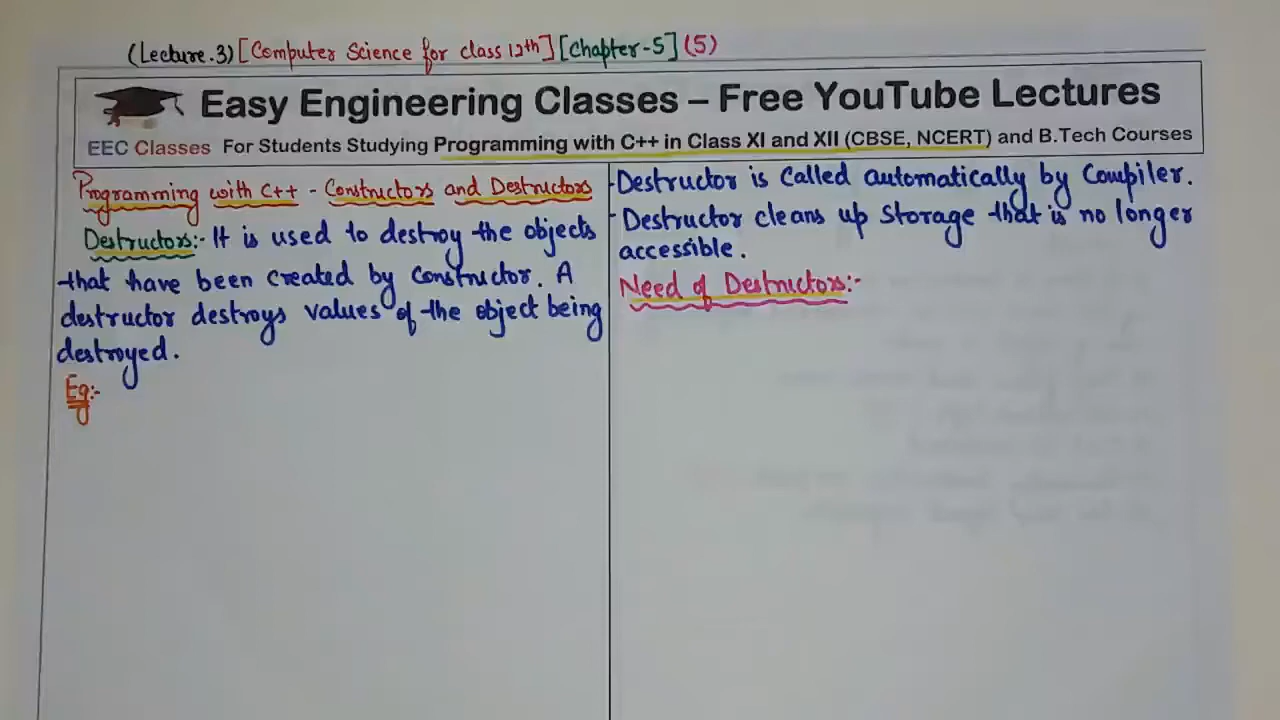 (Lecture.3) [Computer Science for class 12th] [Chapter-5] (5)
Easy Engineering Classes – Free YouTube Lectures
EEC Classes For Students Studying Programming with C++ in Class XI and XII (CBSE, NCERT) and B.Tech Courses
Programming with C++ - Constructors and Destructors
Destructors:- It is used to destroy the objects
that have been created by Constructor. A
destructor destroys values of the object being
destroyed.
Eg:-
- Destructor is Called automatically by Compiler.
- Destructor cleans up Storage that is no longer
accessible.
Need of Destructors:-